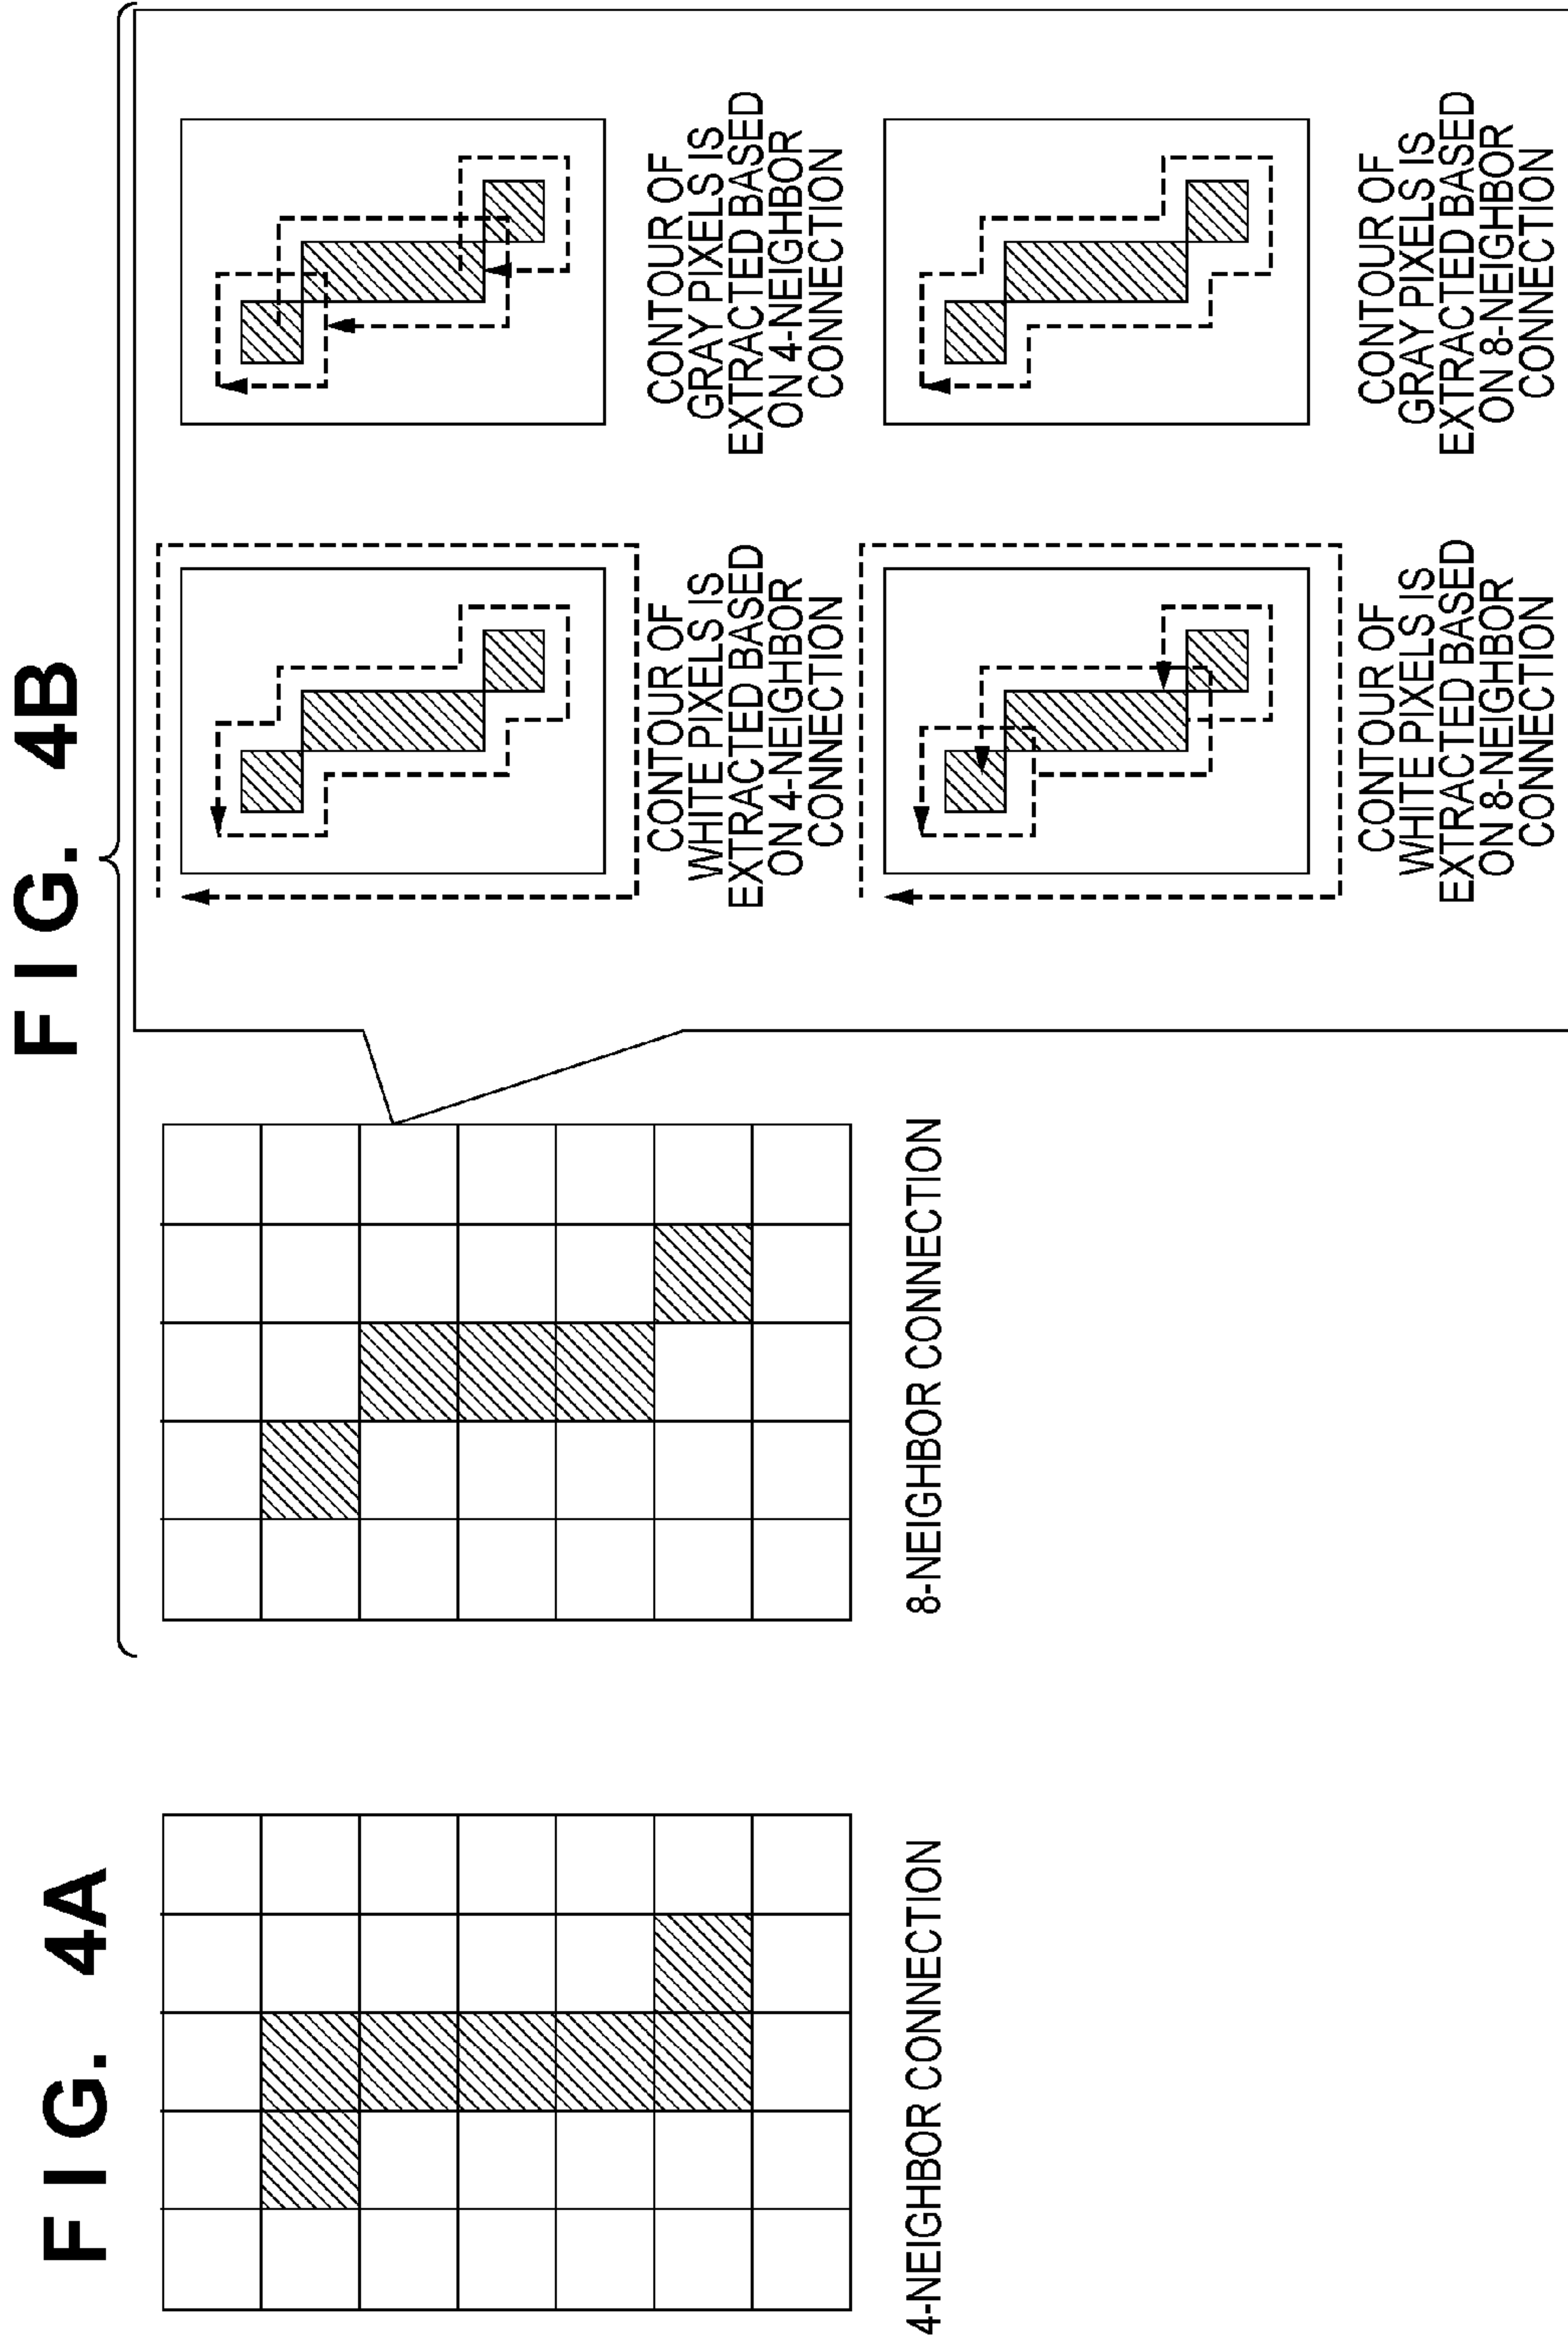 FIG. 4A
4-NEIGHBOR CONNECTION
FIG. 4B
8-NEIGHBOR CONNECTION
CONTOUR OF
WHITE PIXELS IS
EXTRACTED BASED
ON 4-NEIGHBOR
CONNECTION
CONTOUR OF
GRAY PIXELS IS
EXTRACTED BASED
ON 4-NEIGHBOR
CONNECTION
CONTOUR OF
WHITE PIXELS IS
EXTRACTED BASED
ON 8-NEIGHBOR
CONNECTION
CONTOUR OF
GRAY PIXELS IS
EXTRACTED BASED
ON 8-NEIGHBOR
CONNECTION